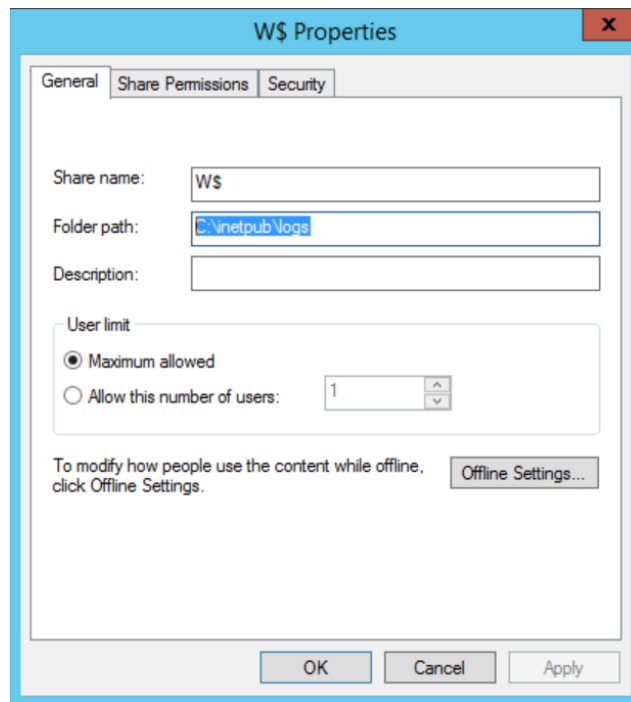 W$ Properties
x
General Share Permissions Security
Share name: W$
Folder path: C:\inetpub\logs
Description:
User limit
Maximum allowed
Allow this number of users: 1
To modify how people use the content while offline,
click Offline Settings.
Offline Settings...
OK Cancel Apply